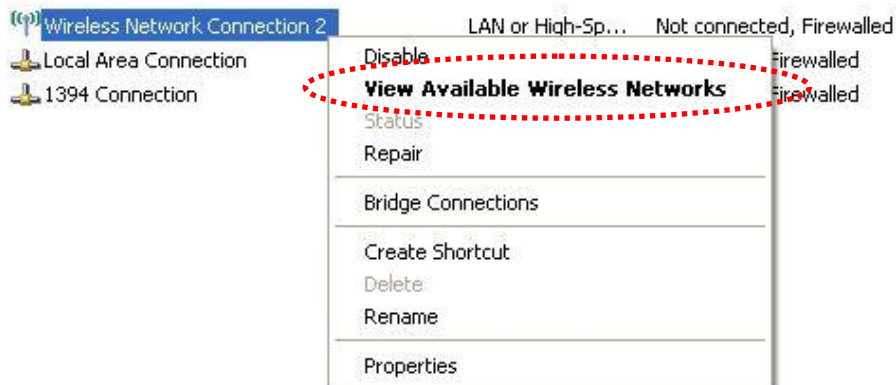 Wireless Network Connection 2 LAN or High-Sp... Not connected, Firewalled
Local Area Connection Firewalled
1394 Connection Firewalled
Disable
View Available Wireless Networks
Status
Repair
Bridge Connections
Create Shortcut
Delete
Rename
Properties